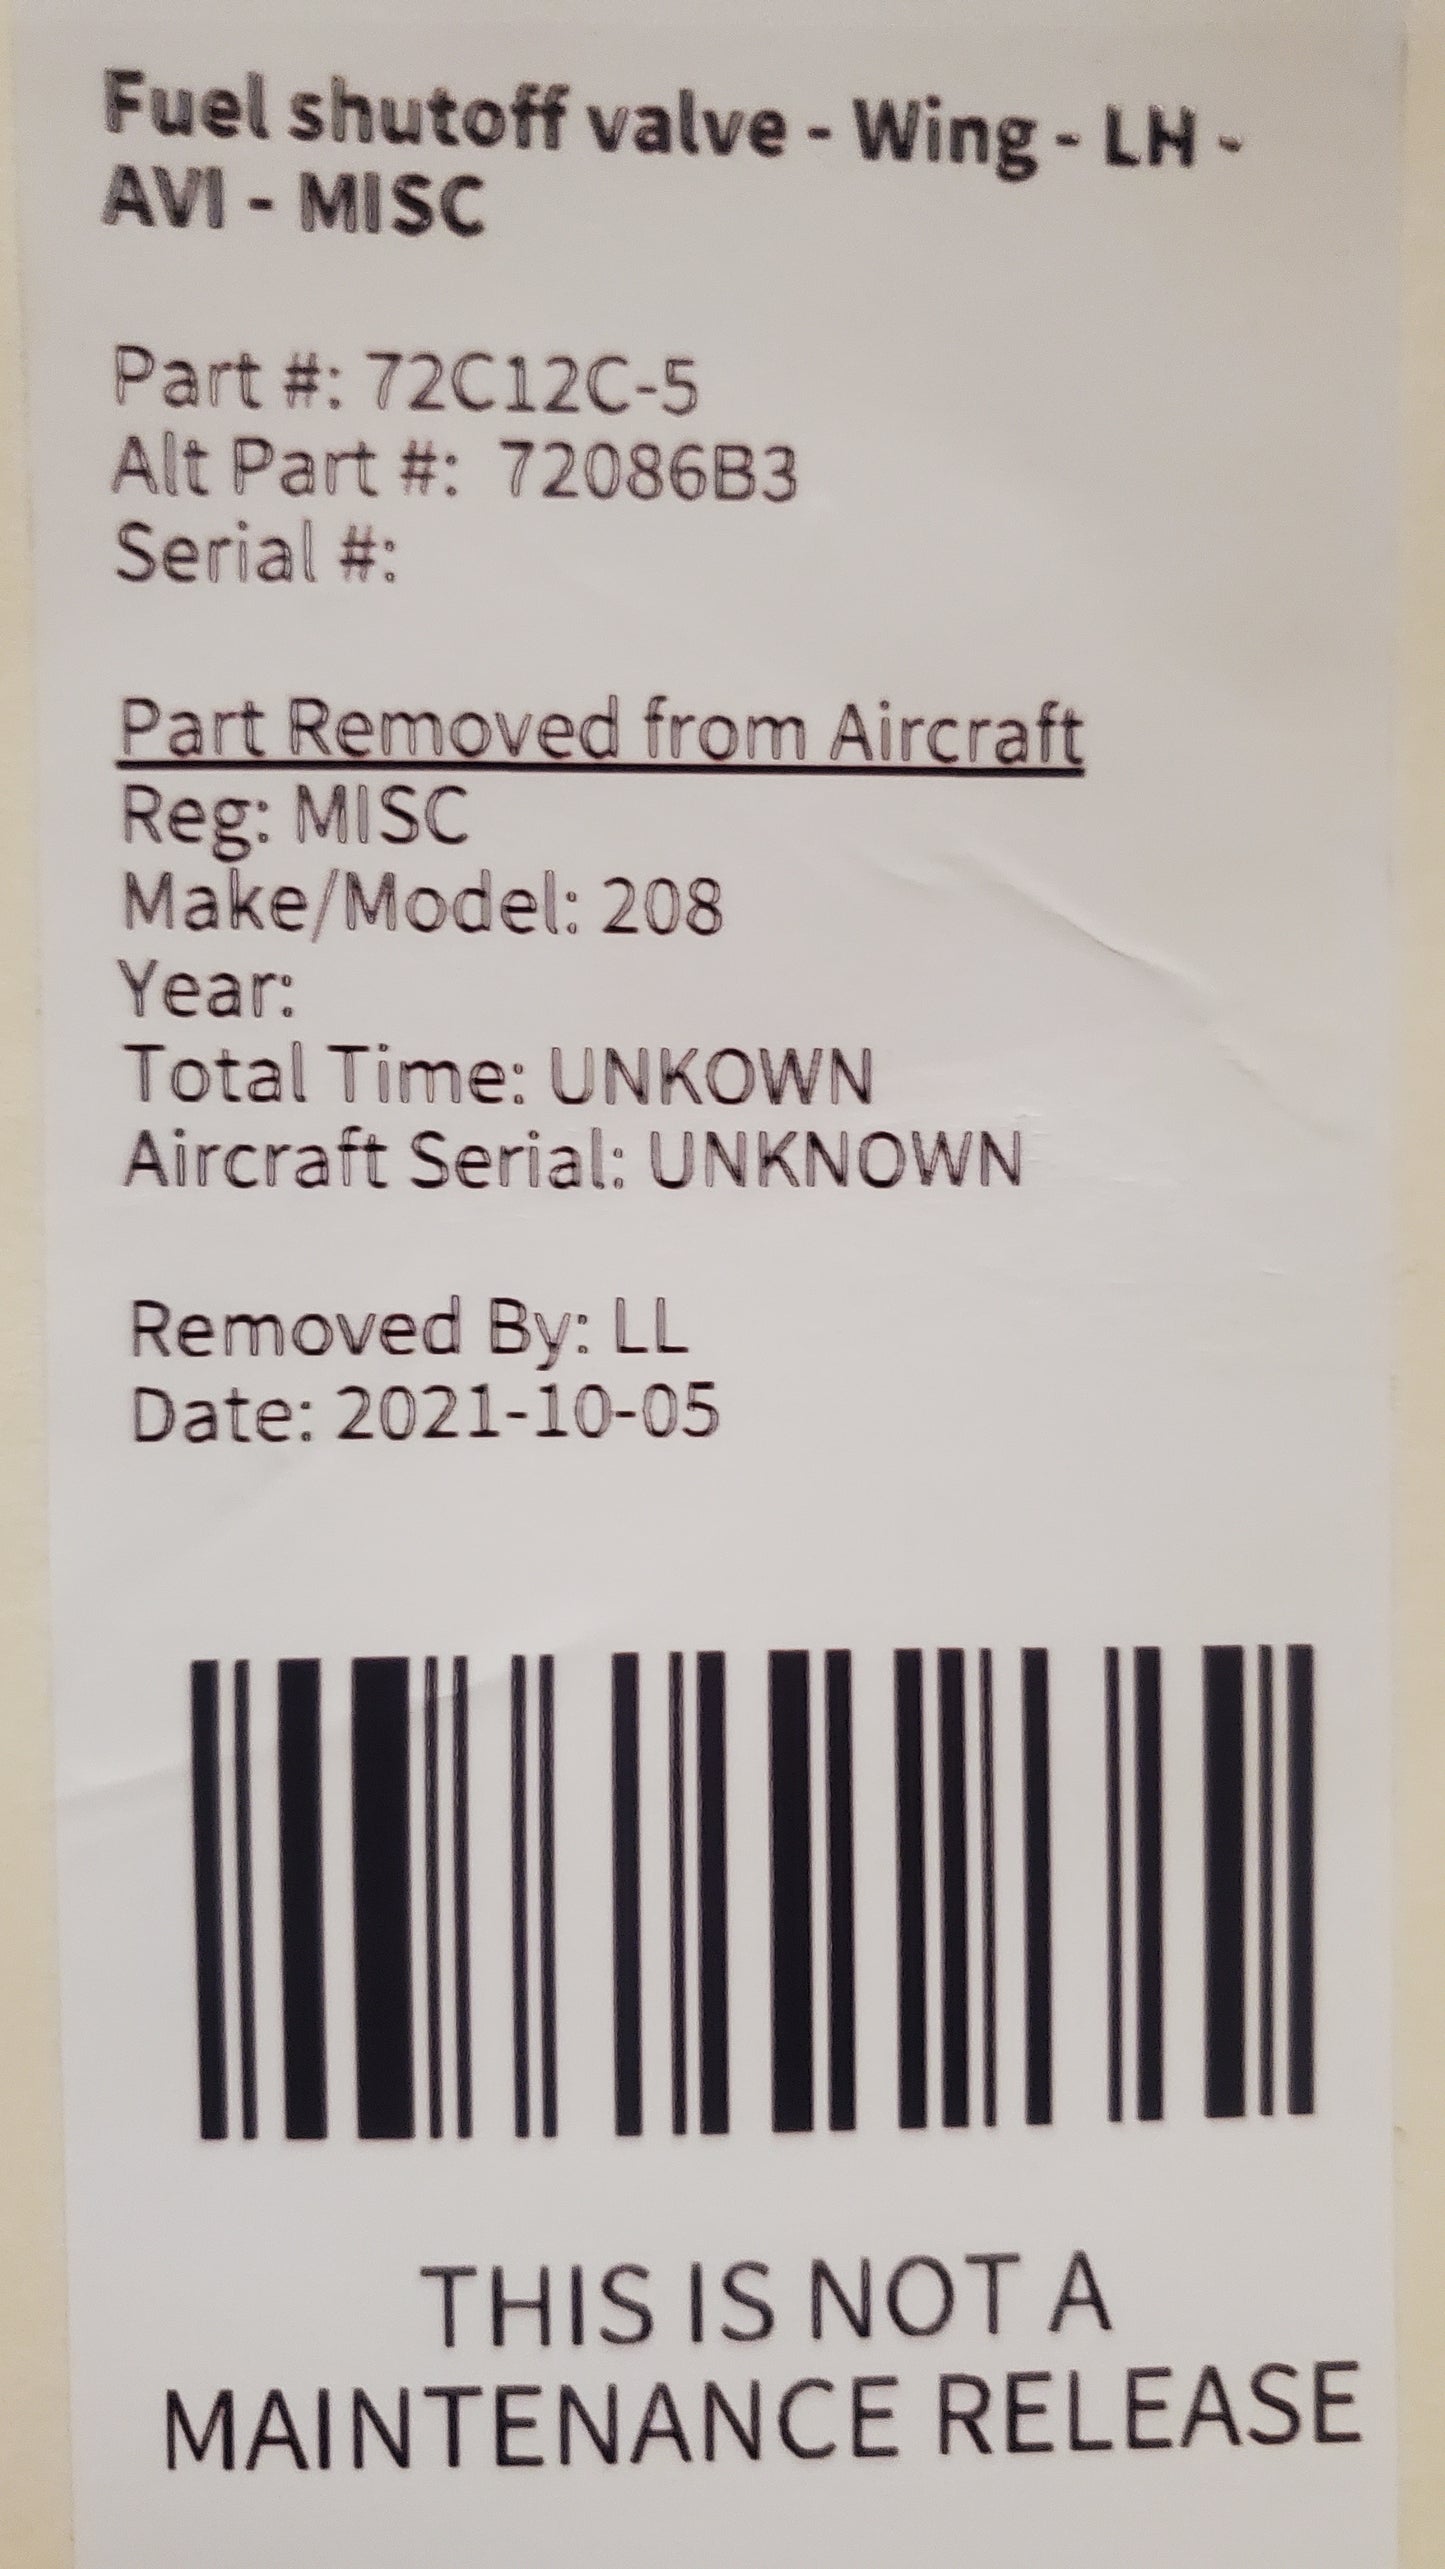 Fuel shutoff valve - Wing - LH -
AVI - MISC
Part #: 72C12C-5
Alt Part #: 72086B3
Serial #:
Part Removed from Aircraft
Reg: MISC
Make/Model: 208
Year:
Total Time: UNKOWN
Aircraft Serial: UNKNOWN
Removed By: LL
Date: 2021-10-05
THIS IS NOT A
MAINTENANCE RELEASE